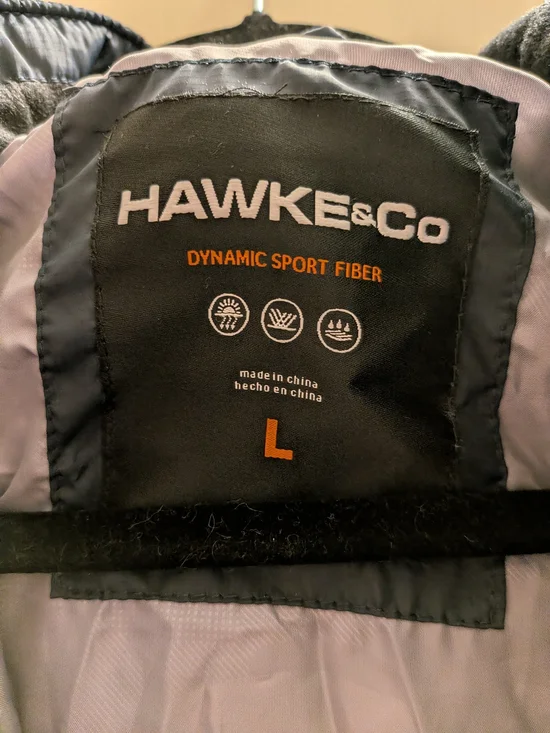 HAWKE&Co
DYNAMIC SPORT FIBER
made in china
hecho en china
L